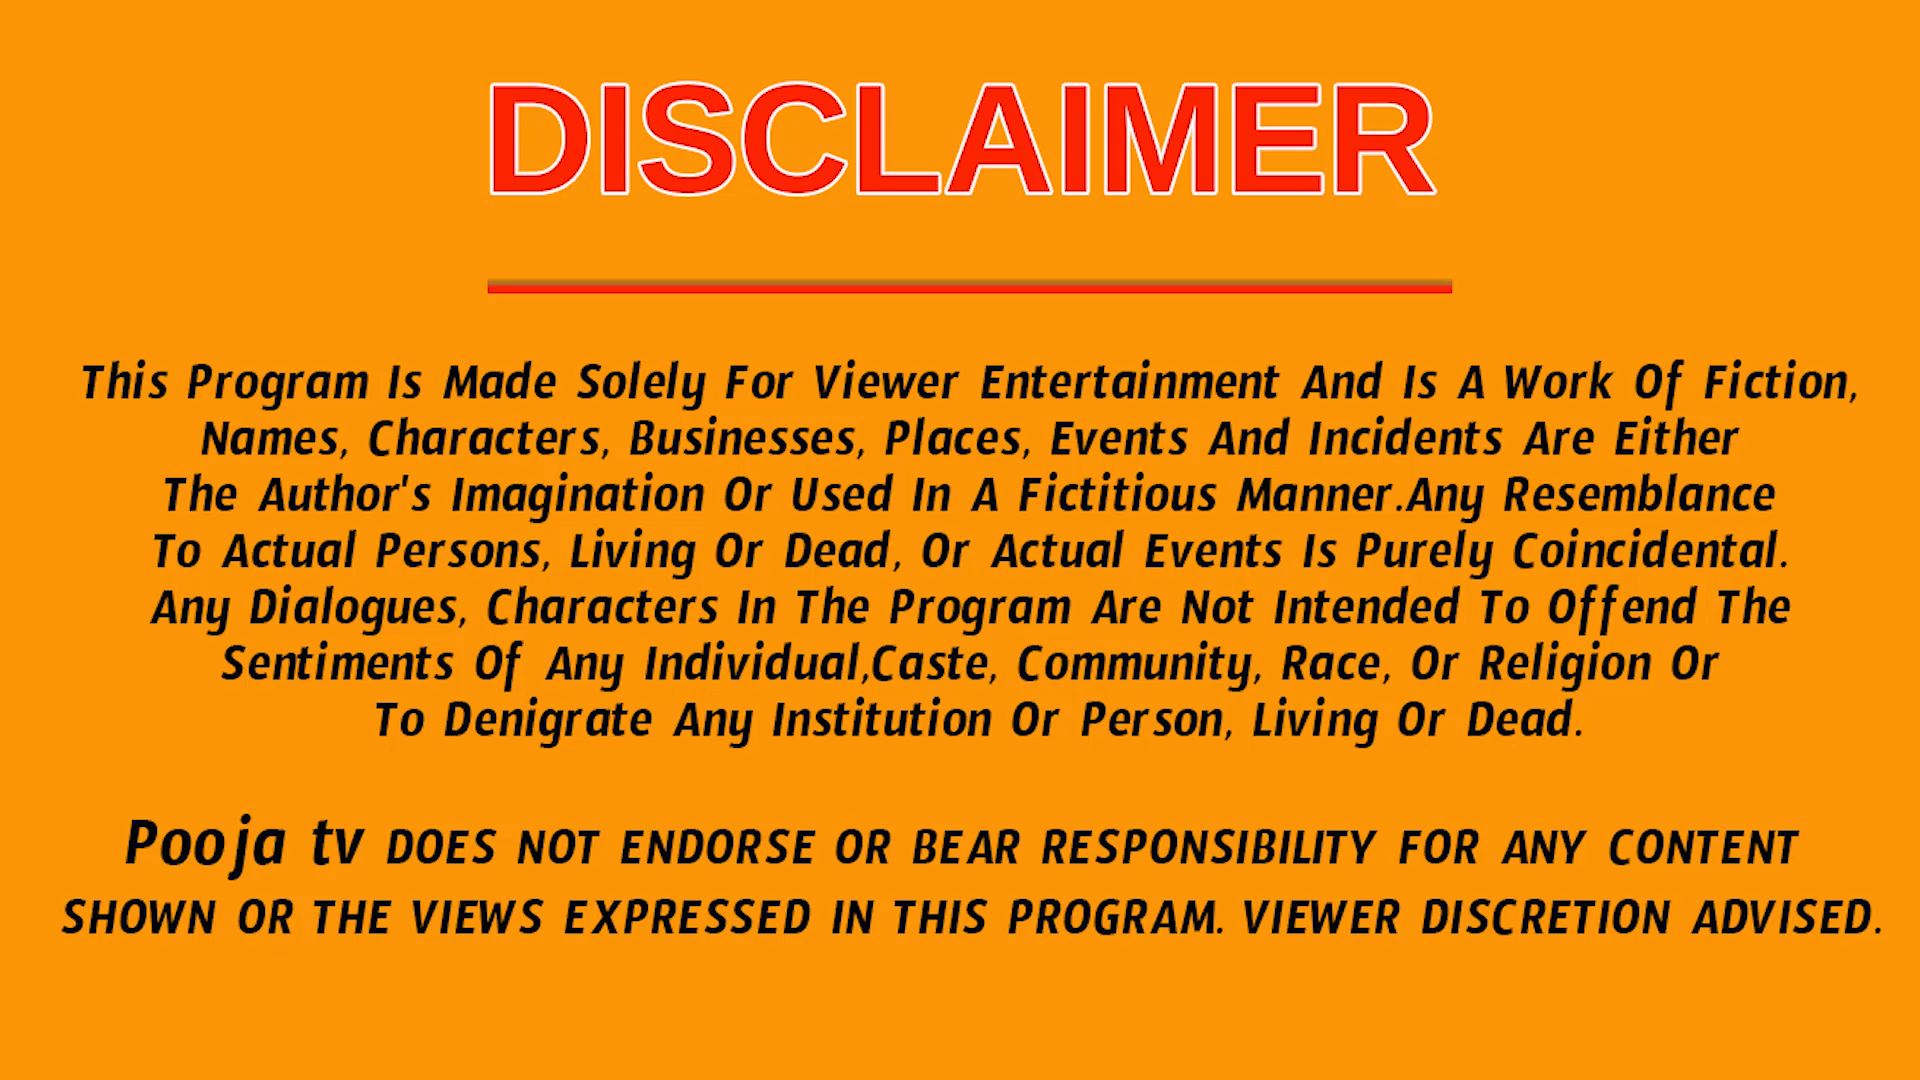 DISCLAIMER
This Program Is Made Solely For Viewer Entertainment And Is A Work Of Fiction,
Names, Characters, Businesses, Places, Events And Incidents Are Either
The Author's Imagination Or Used In A Fictitious Manner.Any Resemblance
To Actual Persons, Living Or Dead, Or Actual Events Is Purely Coincidental.
Any Dialogues, Characters In The Program Are Not Intended To Offend The
Sentiments Of Any Individual,Caste, Community, Race, Or Religion Or
To Denigrate Any Institution Or Person, Living Or Dead.
Pooja tv DOES NOT ENDORSE OR BEAR RESPONSIBILITY FOR ANY CONTENT
SHOWN OR THE VIEWS EXPRESSED IN THIS PROGRAM. VIEWER DISCRETION ADVISED.